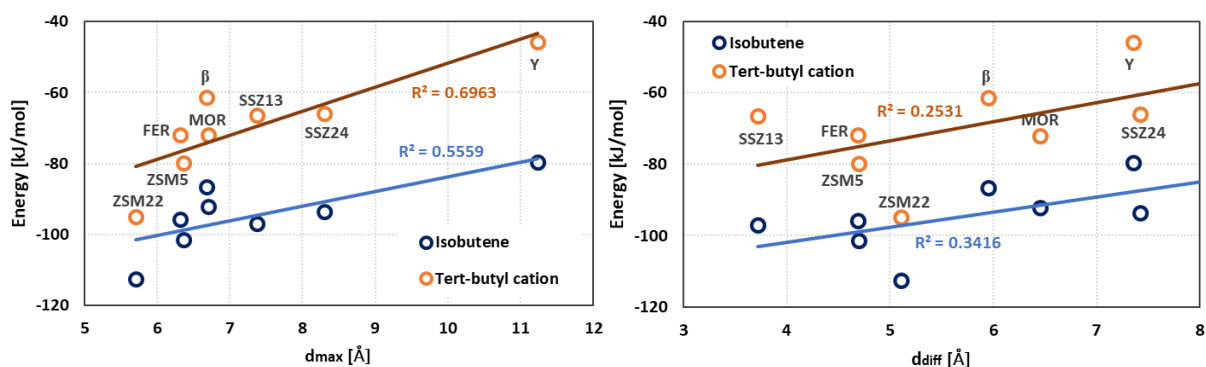 -40
-60
-80
-100
-120
Energy [kJ/mol]
5 6 7 8 9 10 11 12
dmax [Å]
β
FER
MOR
SSZ13
SSZ24
ZSM5
ZSM22
Y
R² = 0.6963
R² = 0.5559
Isobutene
Tert-butyl cation
-40
-60
-80
-100
-120
Energy [kJ/mol]
3 4 5 6 7 8
ddiff [Å]
Isobutene
Tert-butyl cation
β
Y
SSZ13
FER
R² = 0.2531
MOR
SSZ24
ZSM5
ZSM22
R² = 0.3416